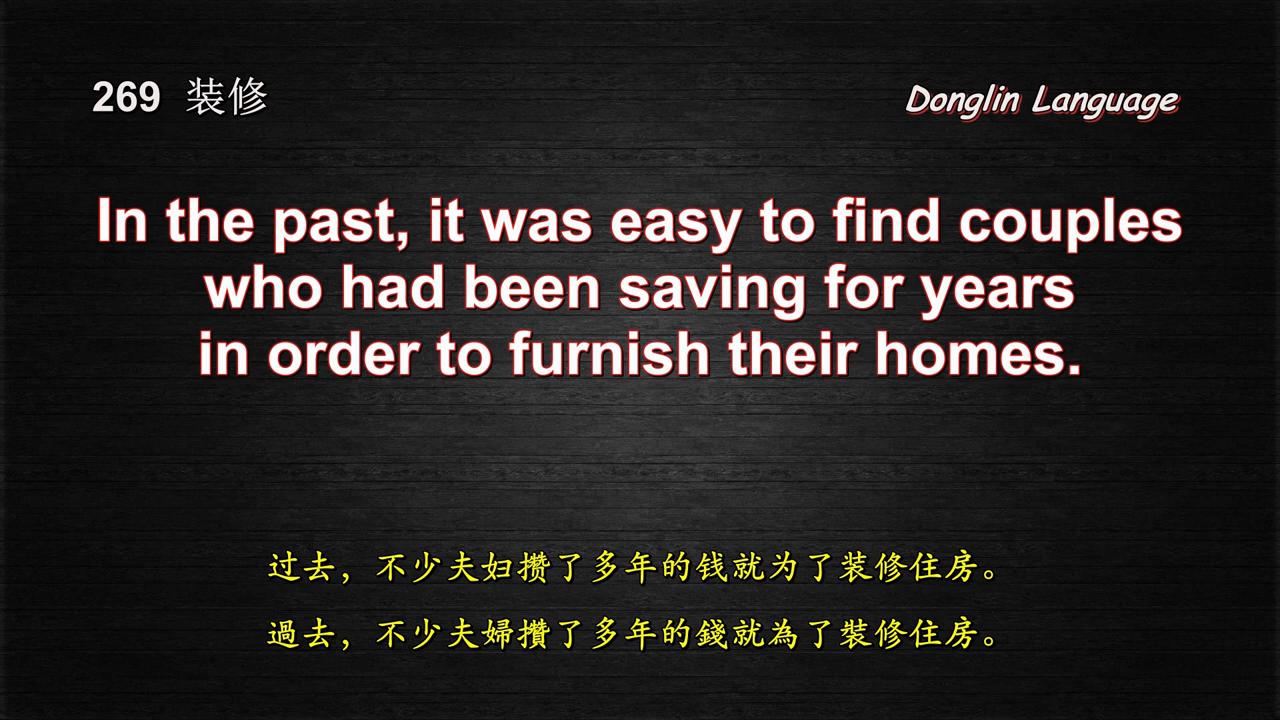 269 装修
Donglin Language
In the past, it was easy to find couples
who had been saving for years
in order to furnish their homes.
过去，不少夫妇攒了多年的钱就为了装修住房。
過去，不少夫婦攢了多年的錢就為了裝修住房。